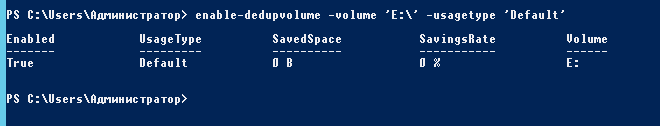 PS C:\Users\Администратор> enable-dedupvolume -volume 'E:\' -usagetype 'Default'
Enabled UsageType SavedSpace SavingsRate Volume
------- --------- ---------- ----------- ------
True Default 0 B 0 % E:
PS C:\Users\Администратор>